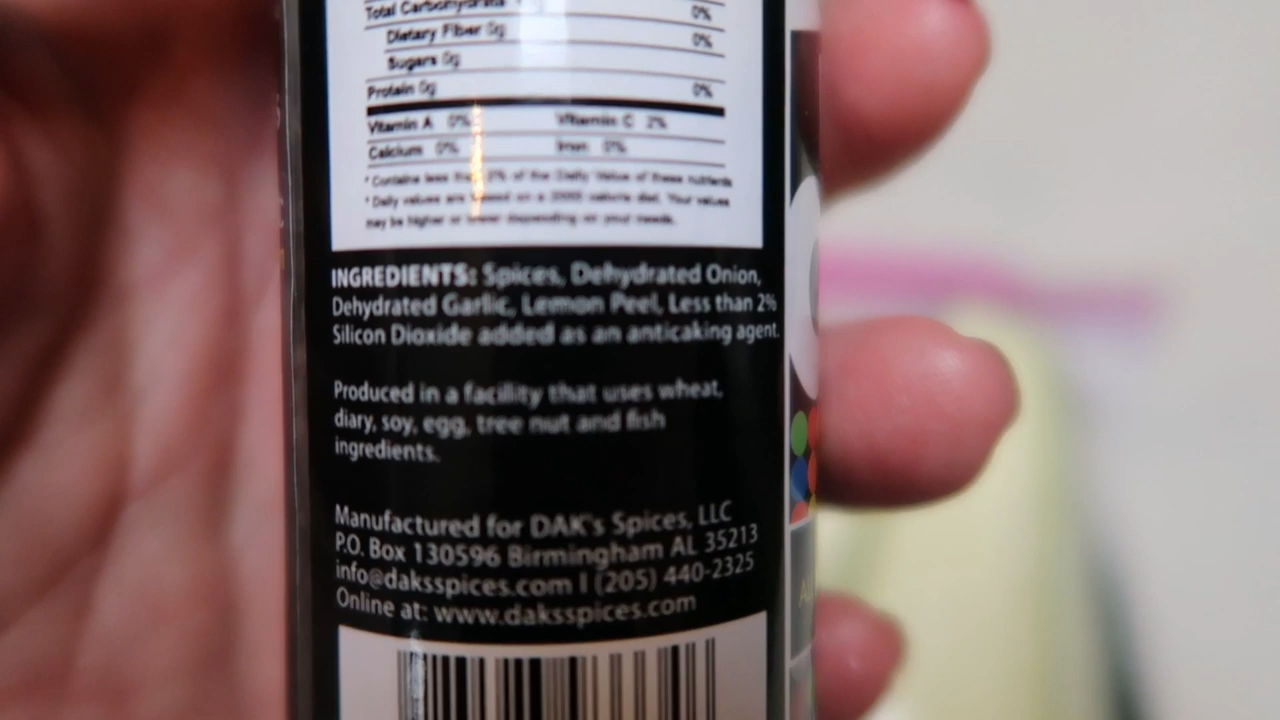 Total Carbohydrate
0%
Dietary Fiber 0g
0%
Sugars 0g
Protein 0g
0%
Vitamin A 0% Vitamin C 2%
Calcium 0% Iron 0%
* Contains less than 2% of the Daily Value of these nutrients
* Daily values are based on a 2000 calorie diet. Your values
may be higher or lower depending on your needs.
INGREDIENTS: Spices, Dehydrated Onion,
Dehydrated Garlic, Lemon Peel, Less than 2%
Silicon Dioxide added as an anticaking agent.
Produced in a facility that uses wheat,
diary, soy, egg, tree nut and fish
ingredients.
Manufactured for DAK's Spices, LLC
P.O. Box 130596 Birmingham AL 35213
info@daksspices.com I (205) 440-2325
Online at: www.daksspices.com